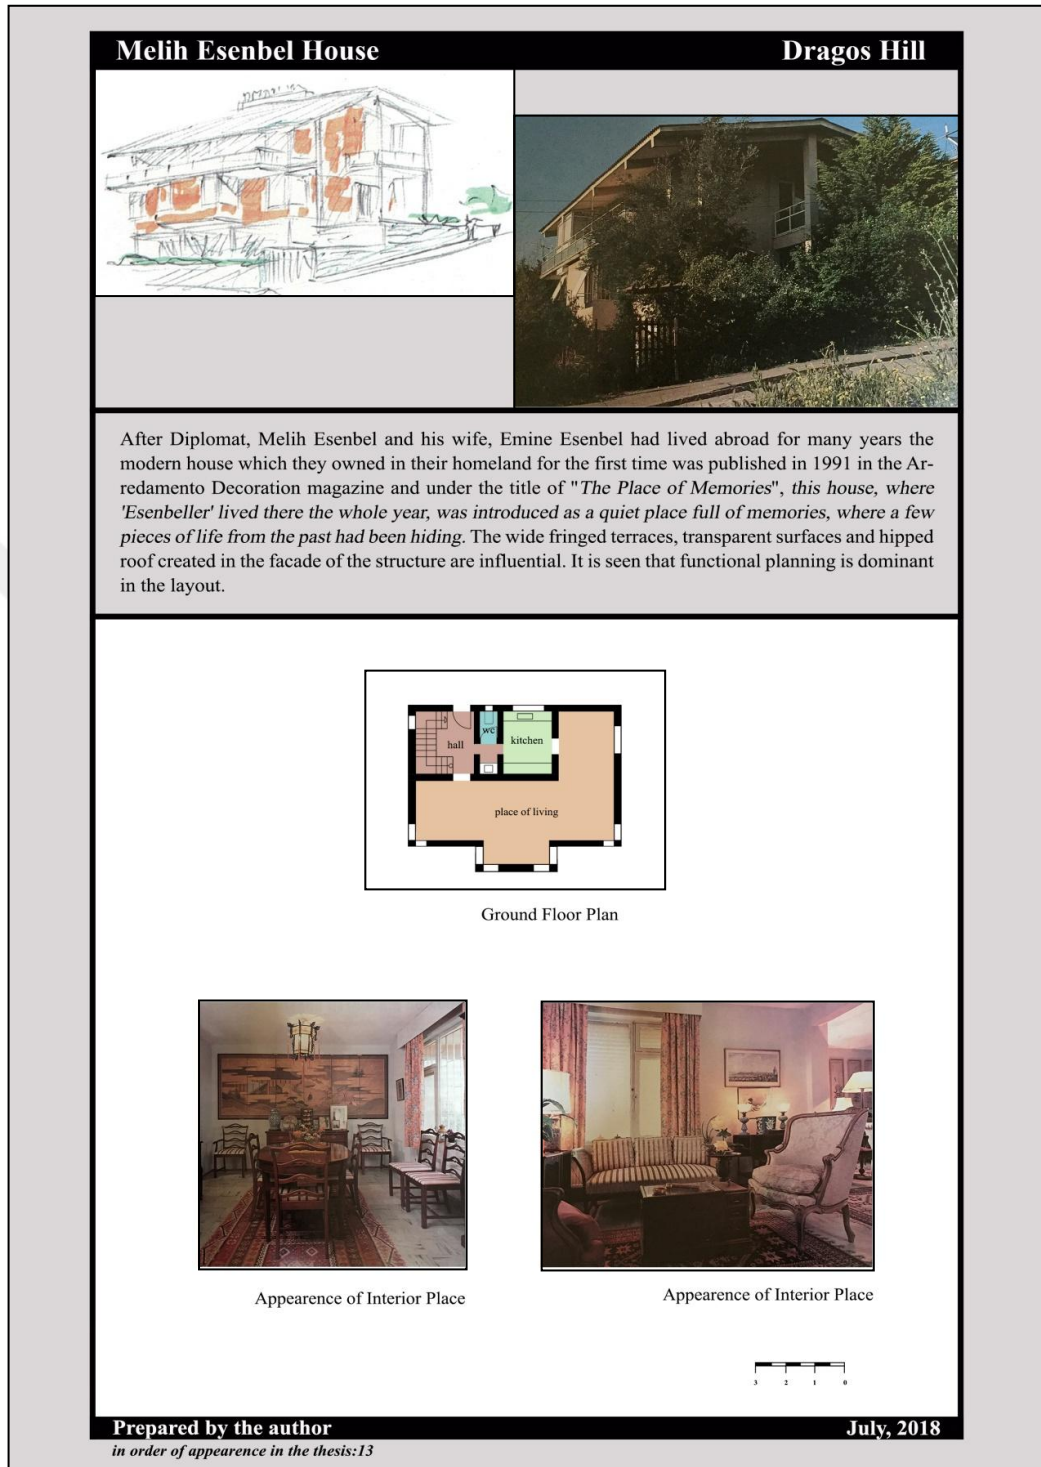 Melih Esenbel House
Dragos Hill
After Diplomat, Melih Esenbel and his wife, Emine Esenbel had lived abroad for many years the
modern house which they owned in their homeland for the first time was published in 1991 in the Ar-
redamento Decoration magazine and under the title of "The Place of Memories", this house, where
'Esenbeller' lived there the whole year, was introduced as a quiet place full of memories, where a few
pieces of life from the past had been hiding. The wide fringed terraces, transparent surfaces and hipped
roof created in the facade of the structure are influential. It is seen that functional planning is dominant
in the layout.
wc
hall
kitchen
place of living
Ground Floor Plan
Appearence of Interior Place
Appearence of Interior Place
3 2 1 0
Prepared by the author
July, 2018
in order of appearence in the thesis:13